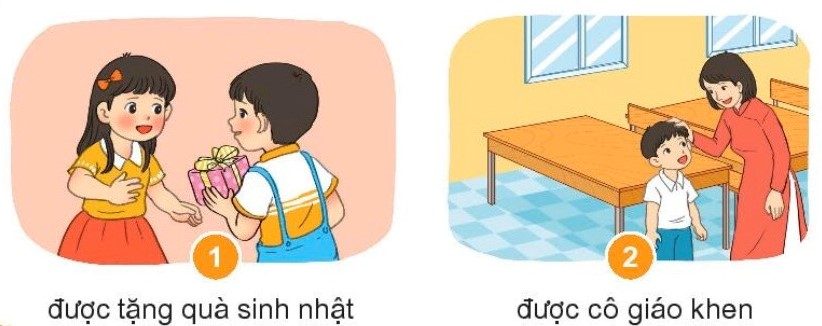 1
được tặng quà sinh nhật
2
được cô giáo khen